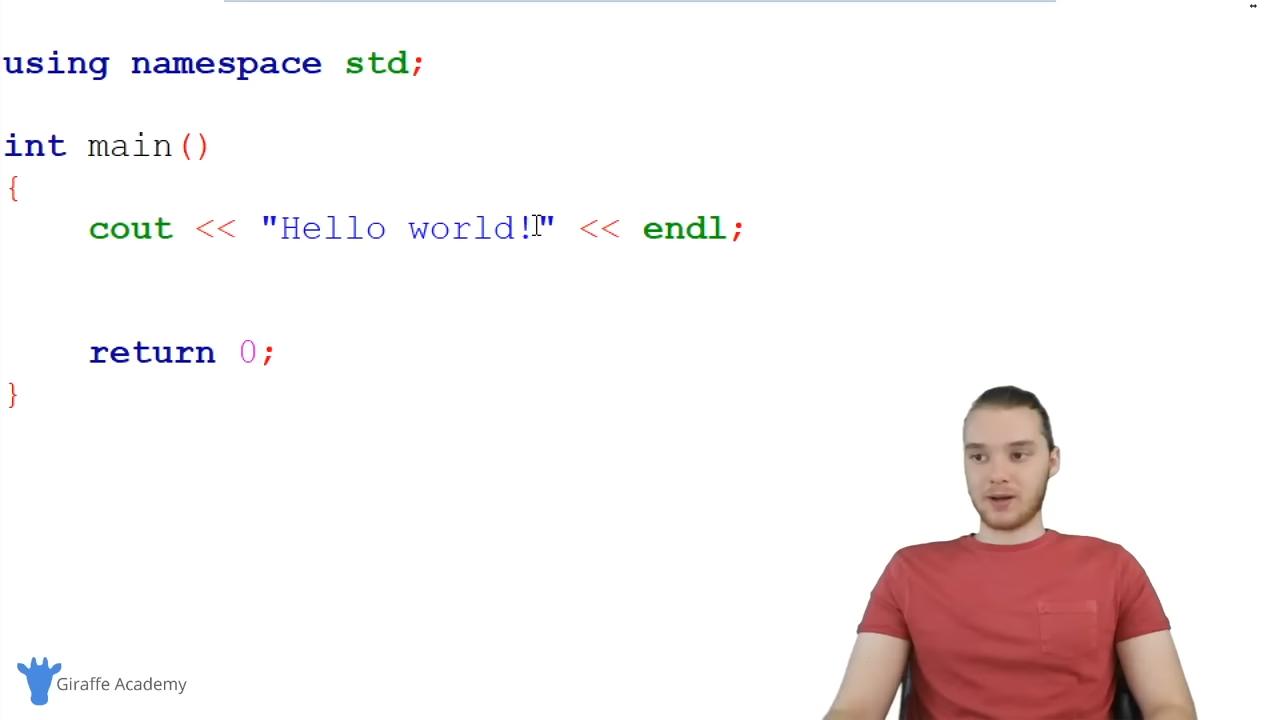 using namespace std;
int main()
{
cout << "Hello world!" << endl;
return 0;
}
Giraffe Academy